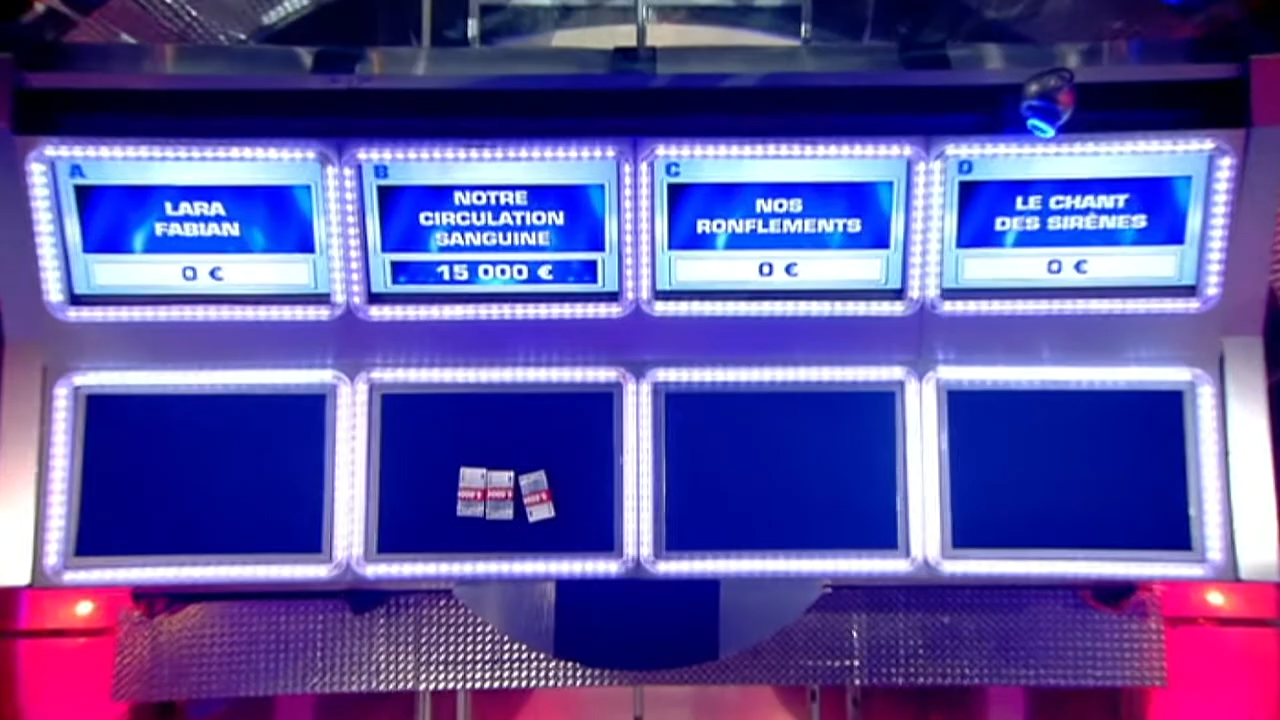 A
LARA
FABIAN
0 €
B
NOTRE
CIRCULATION
SANGUINE
15 000 €
C
NOS
RONFLEMENTS
0 €
D
LE CHANT
DES SIRÈNES
0 €